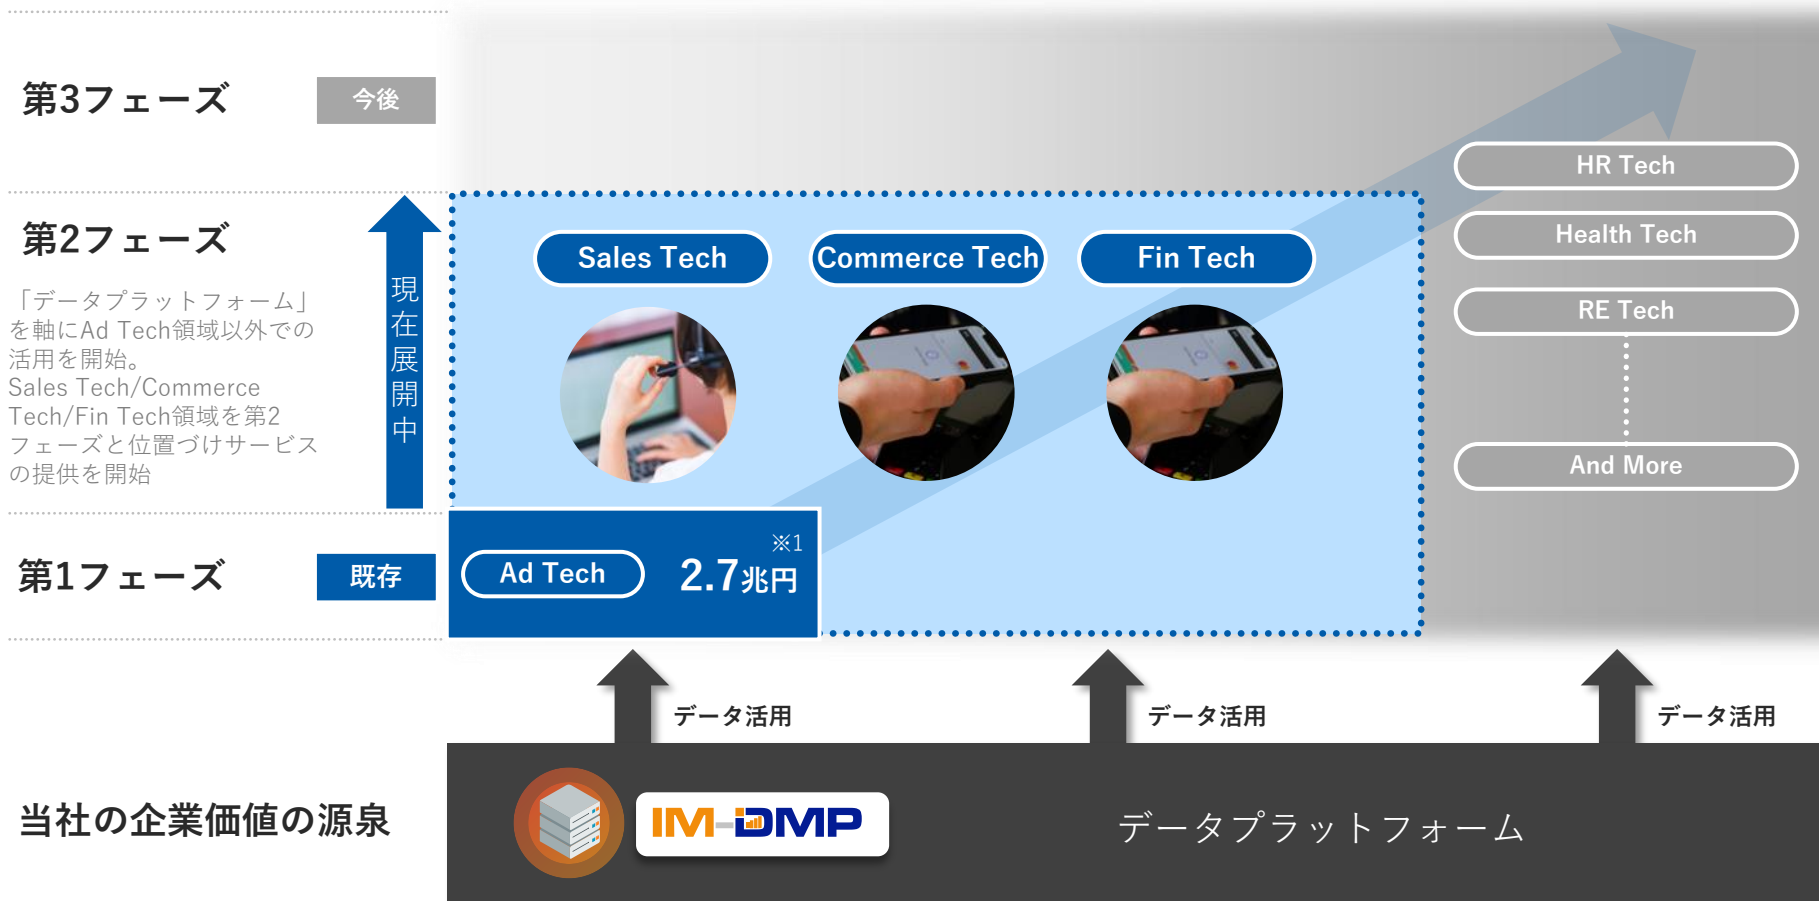 第3フェーズ
今後
HR Tech
第2フェーズ
「データプラットフォーム」
を軸にAd Tech領域以外での
活用を開始。
Sales Tech/Commerce
Tech/Fin Tech領域を第2
フェーズと位置づけサービス
の提供を開始
現在展開中
Sales Tech
Commerce Tech
Fin Tech
Health Tech
RE Tech
And More
第1フェーズ
既存
Ad Tech
※1
2.7兆円
データ活用
データ活用
データ活用
当社の企業価値の源泉
IM-DMP
データプラットフォーム